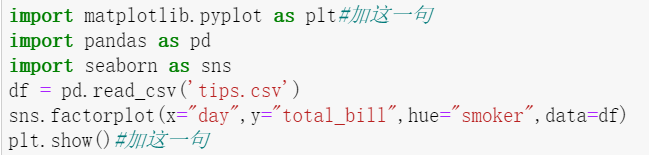 import matplotlib.pyplot as plt#加这一句
import pandas as pd
import seaborn as sns
df = pd.read_csv('tips.csv')
sns.factorplot(x="day",y="total_bill",hue="smoker",data=df)
plt.show()#加这一句